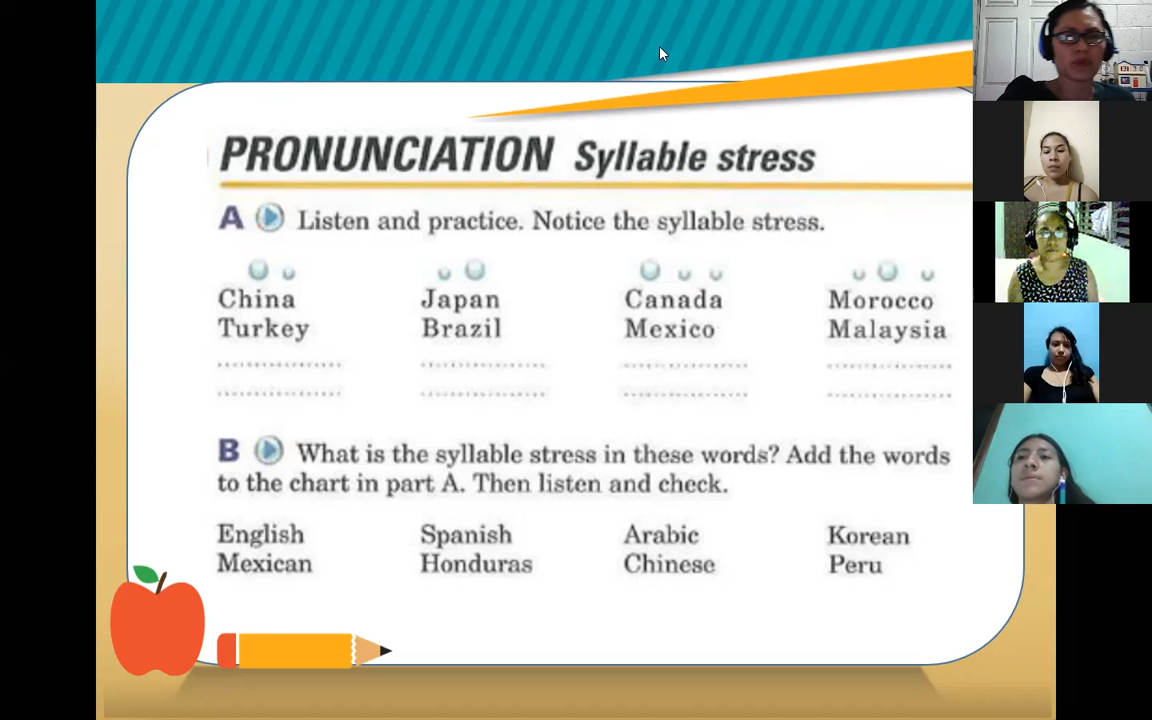 PRONUNCIATION Syllable stress
A Listen and practice. Notice the syllable stress.
China Japan Canada Morocco
Turkey Brazil Mexico Malaysia
B What is the syllable stress in these words? Add the words
to the chart in part A. Then listen and check.
English Spanish Arabic Korean
Mexican Honduras Chinese Peru